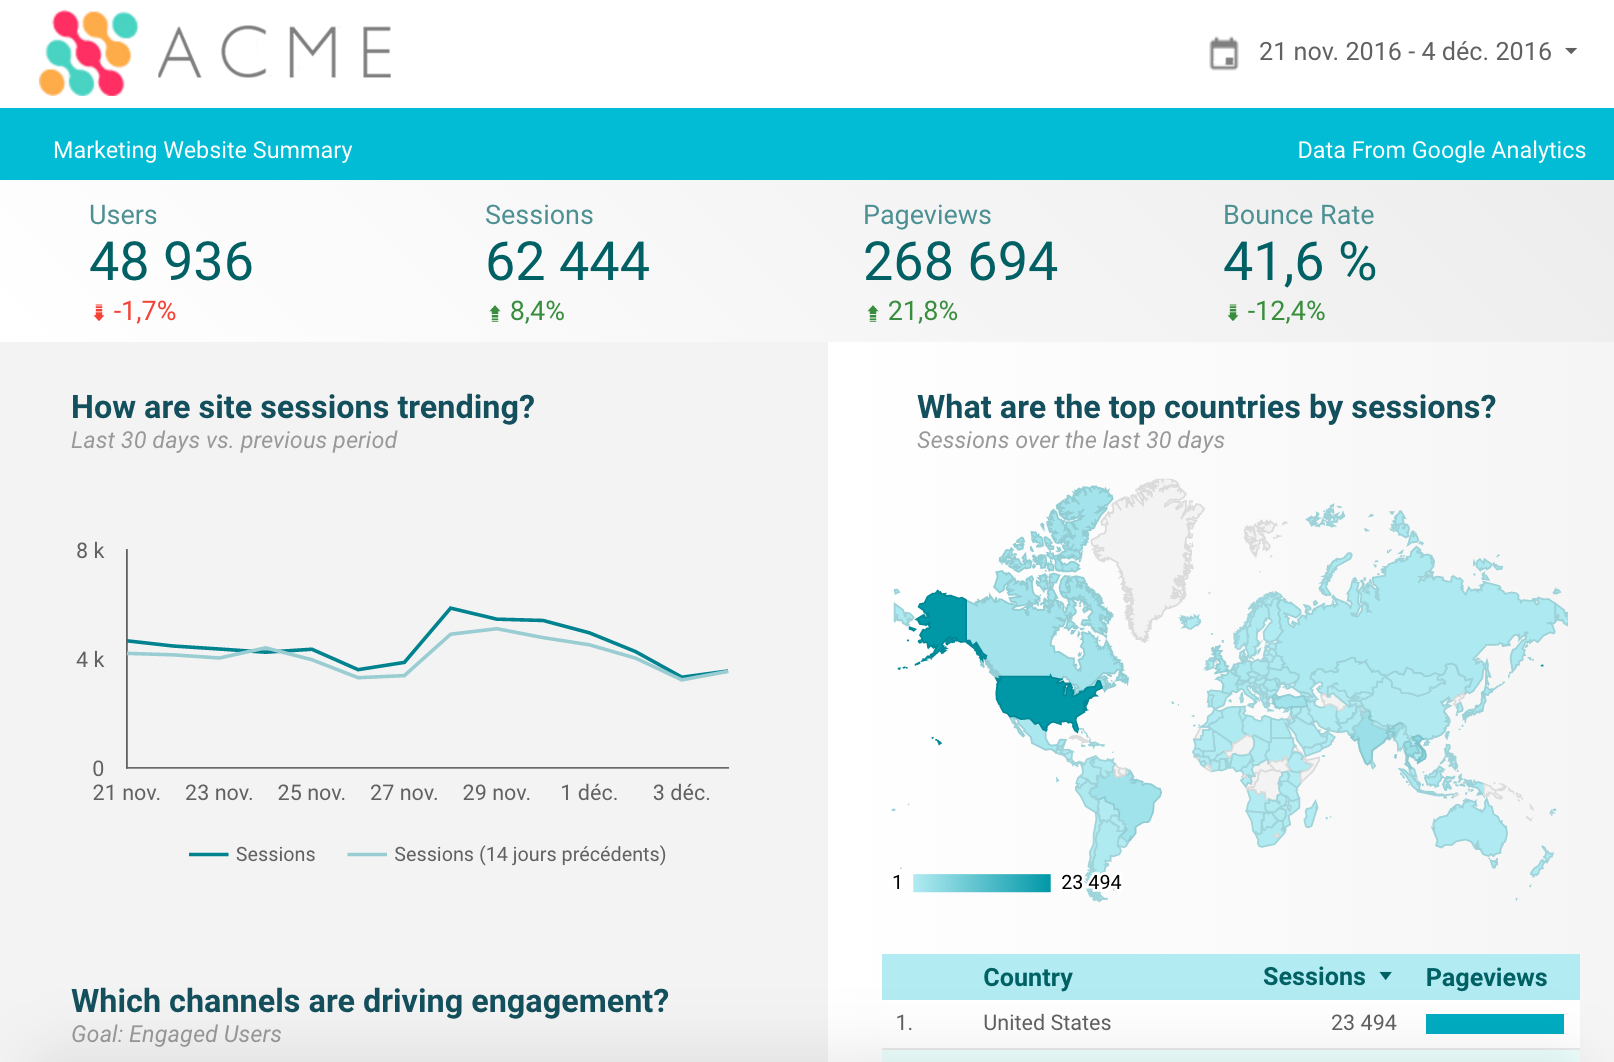 ACME
21 nov. 2016 - 4 déc. 2016
Marketing Website Summary
Data From Google Analytics
Users
48 936
-1,7%
Sessions
62 444
8,4%
Pageviews
268 694
21,8%
Bounce Rate
41,6 %
-12,4%
How are site sessions trending?
Last 30 days vs. previous period
8 k
4 k
0
21 nov. 23 nov. 25 nov. 27 nov. 29 nov. 1 déc. 3 déc.
Sessions Sessions (14 jours précédents)
What are the top countries by sessions?
Sessions over the last 30 days
1 23 494
Country Sessions Pageviews
1. United States 23 494
Which channels are driving engagement?
Goal: Engaged Users